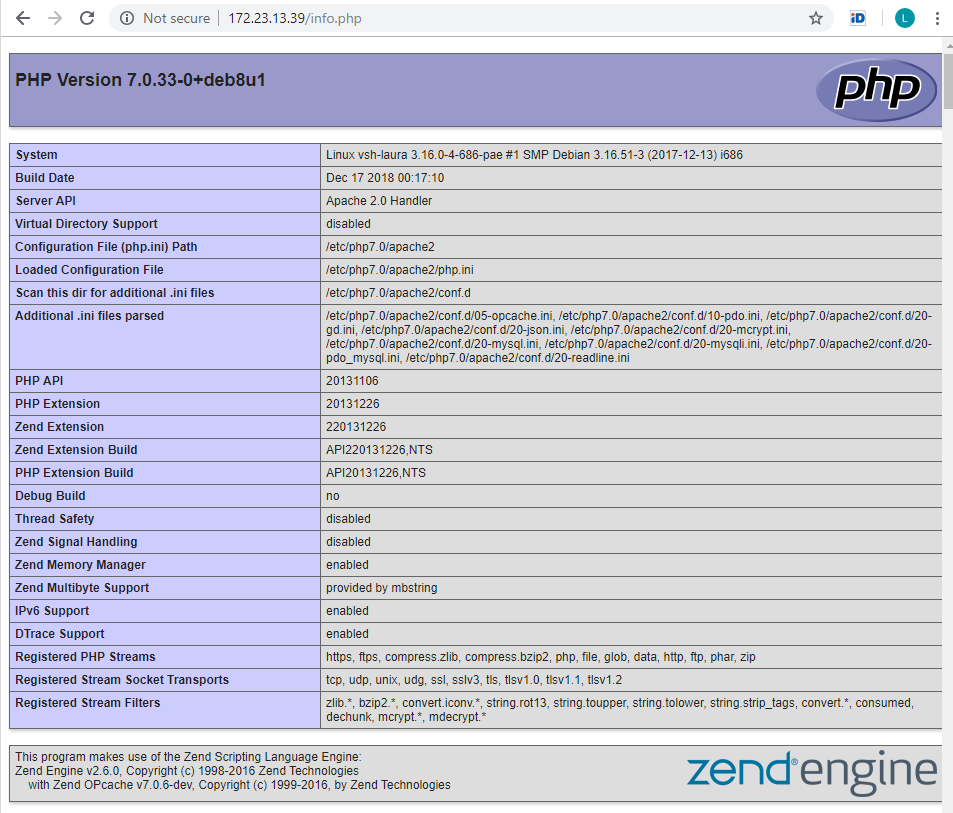 Not secure | 172.23.13.39/info.php
iD
L
PHP Version 7.0.33-0+deb8u1
php
System Linux vsh-laura 3.16.0-4-686-pae #1 SMP Debian 3.16.51-3 (2017-12-13) i686
Build Date Dec 17 2018 00:17:10
Server API Apache 2.0 Handler
Virtual Directory Support disabled
Configuration File (php.ini) Path /etc/php7.0/apache2
Loaded Configuration File /etc/php7.0/apache2/php.ini
Scan this dir for additional .ini files /etc/php7.0/apache2/conf.d
Additional .ini files parsed /etc/php7.0/apache2/conf.d/05-opcache.ini, /etc/php7.0/apache2/conf.d/10-pdo.ini, /etc/php7.0/apache2/conf.d/20-
gd.ini, /etc/php7.0/apache2/conf.d/20-json.ini, /etc/php7.0/apache2/conf.d/20-mcrypt.ini,
/etc/php7.0/apache2/conf.d/20-mysql.ini, /etc/php7.0/apache2/conf.d/20-mysqli.ini, /etc/php7.0/apache2/conf.d/20-
pdo_mysql.ini, /etc/php7.0/apache2/conf.d/20-readline.ini
PHP API 20131106
PHP Extension 20131226
Zend Extension 220131226
Zend Extension Build API220131226,NTS
PHP Extension Build API20131226,NTS
Debug Build no
Thread Safety disabled
Zend Signal Handling disabled
Zend Memory Manager enabled
Zend Multibyte Support provided by mbstring
IPv6 Support enabled
DTrace Support enabled
Registered PHP Streams https, ftps, compress.zlib, compress.bzip2, php, file, glob, data, http, ftp, phar, zip
Registered Stream Socket Transports tcp, udp, unix, udg, ssl, sslv3, tls, tlsv1.0, tlsv1.1, tlsv1.2
Registered Stream Filters zlib.*, bzip2.*, convert.iconv.*, string.rot13, string.toupper, string.tolower, string.strip_tags, convert.*, consumed,
dechunk, mcrypt.*, mdecrypt.*
This program makes use of the Zend Scripting Language Engine:
Zend Engine v2.6.0, Copyright (c) 1998-2016 Zend Technologies
with Zend OPcache v7.0.6-dev, Copyright (c) 1999-2016, by Zend Technologies
zend® engine